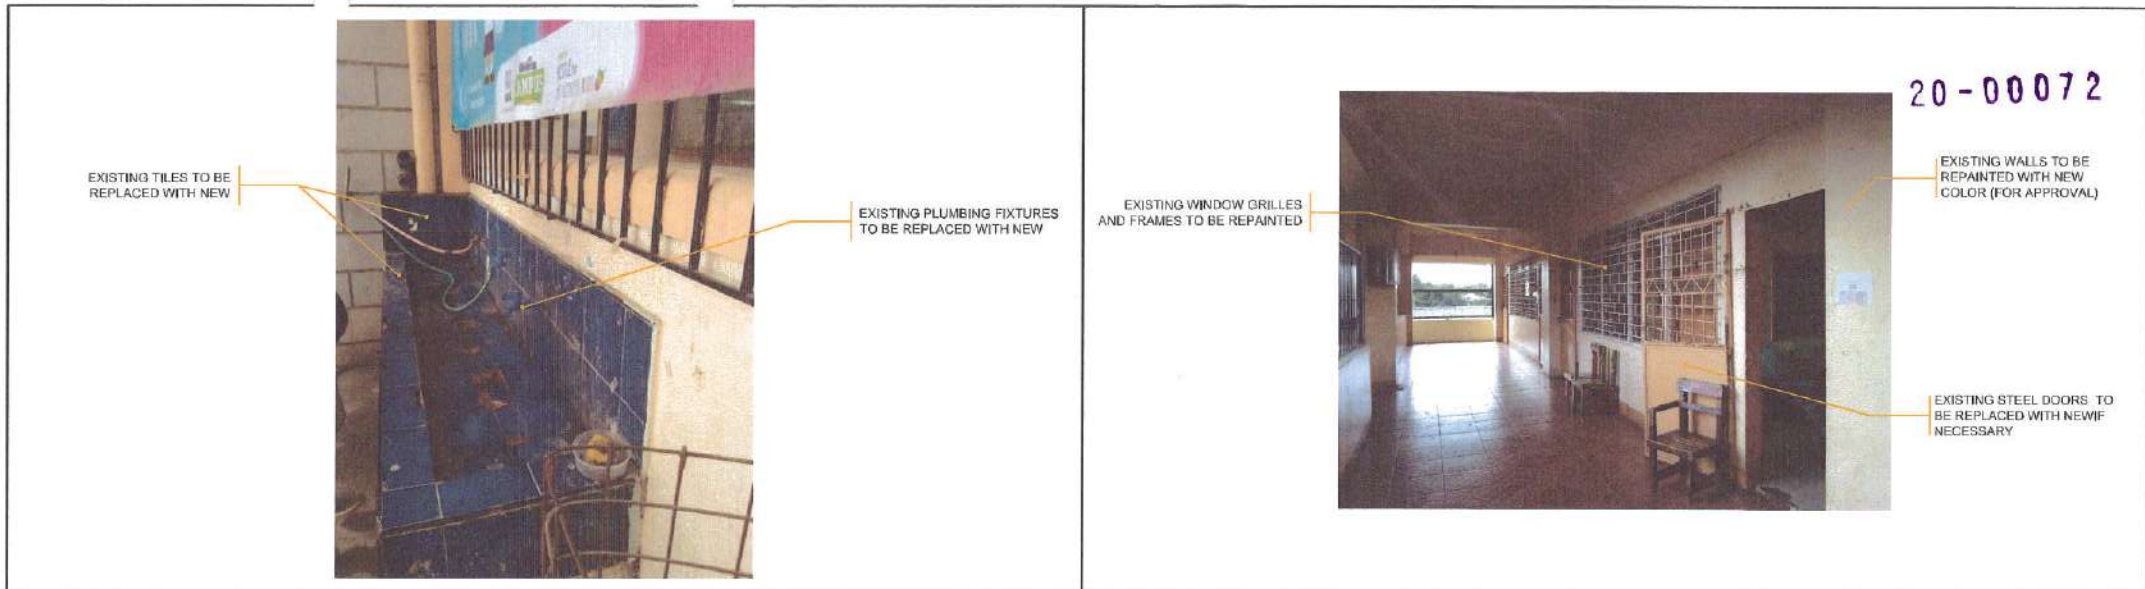 EXISTING TILES TO BE
REPLACED WITH NEW
EXISTING PLUMBING FIXTURES
TO BE REPLACED WITH NEW
20-00072
EXISTING WINDOW GRILLES
AND FRAMES TO BE REPAINTED
EXISTING WALLS TO BE
REPAINTED WITH NEW
COLOR (FOR APPROVAL)
EXISTING STEEL DOORS TO
BE REPLACED WITH NEWIF
NECESSARY